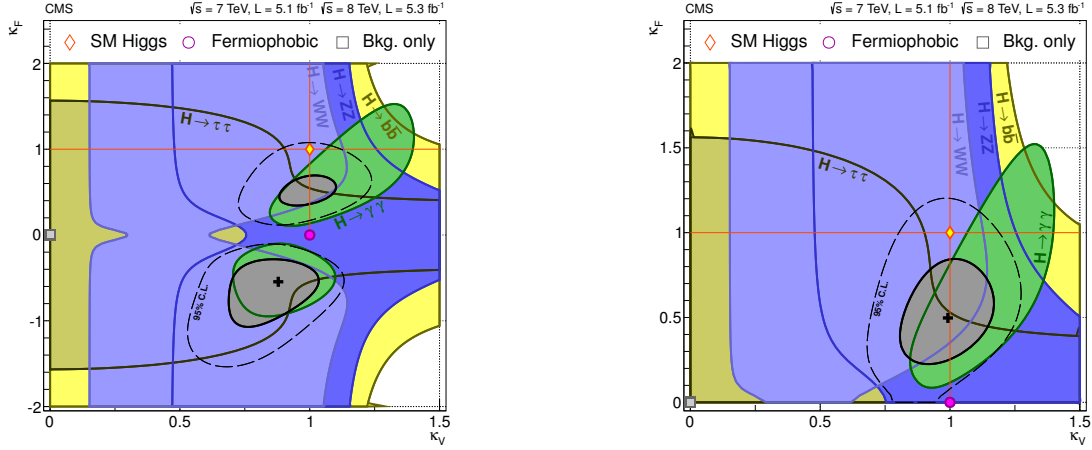 CMS √s = 7 TeV, L = 5.1 fb⁻¹ √s = 8 TeV, L = 5.3 fb⁻¹
κF
SM Higgs Fermiophobic Bkg. only
H→ττ
H→WW
H→ZZ
H→bb̄
H→γγ
95% C.L.
2
1
0
-1
-2
0 0.5 1 1.5
κV
CMS √s = 7 TeV, L = 5.1 fb⁻¹ √s = 8 TeV, L = 5.3 fb⁻¹
κF
SM Higgs Fermiophobic Bkg. only
H→ττ
H→WW
H→ZZ
H→bb̄
H→γγ
95% C.L.
2
1.5
1
0.5
0
0 0.5 1 1.5
κV